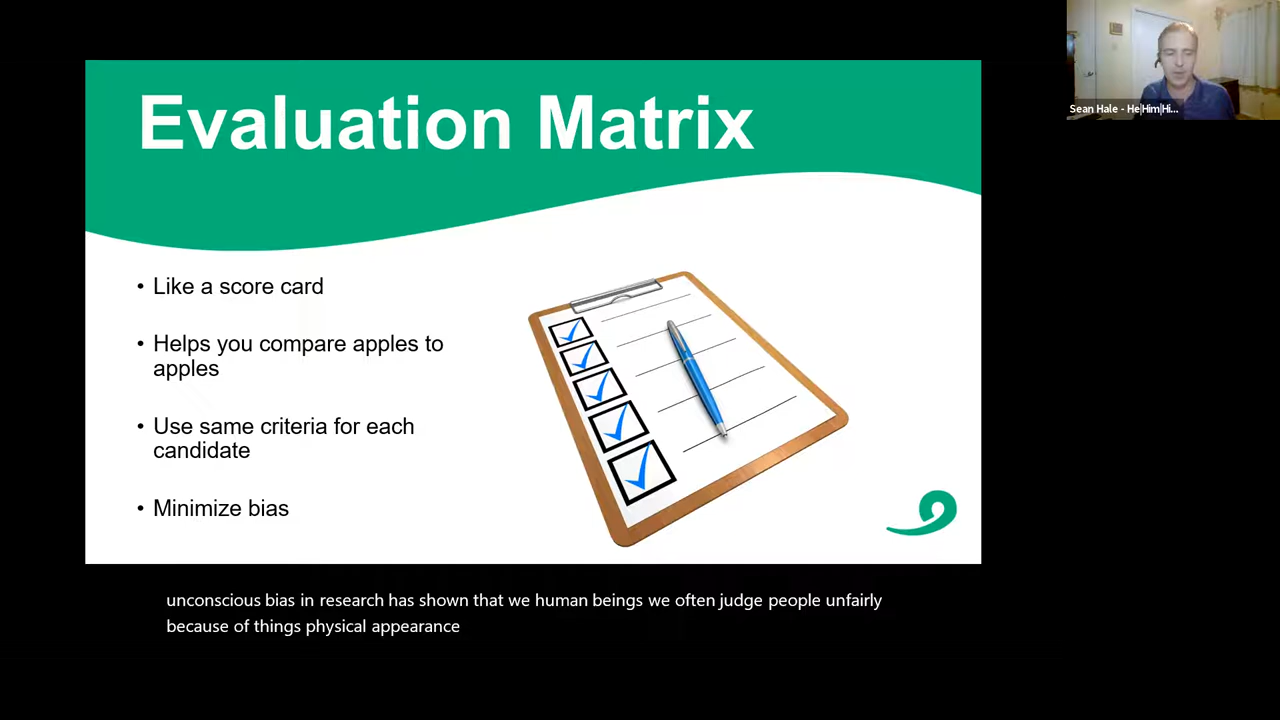 Evaluation Matrix
Sean Hale - He|Him|Hi...
• Like a score card
• Helps you compare apples to
apples
• Use same criteria for each
candidate
• Minimize bias
unconscious bias in research has shown that we human beings we often judge people unfairly
because of things physical appearance